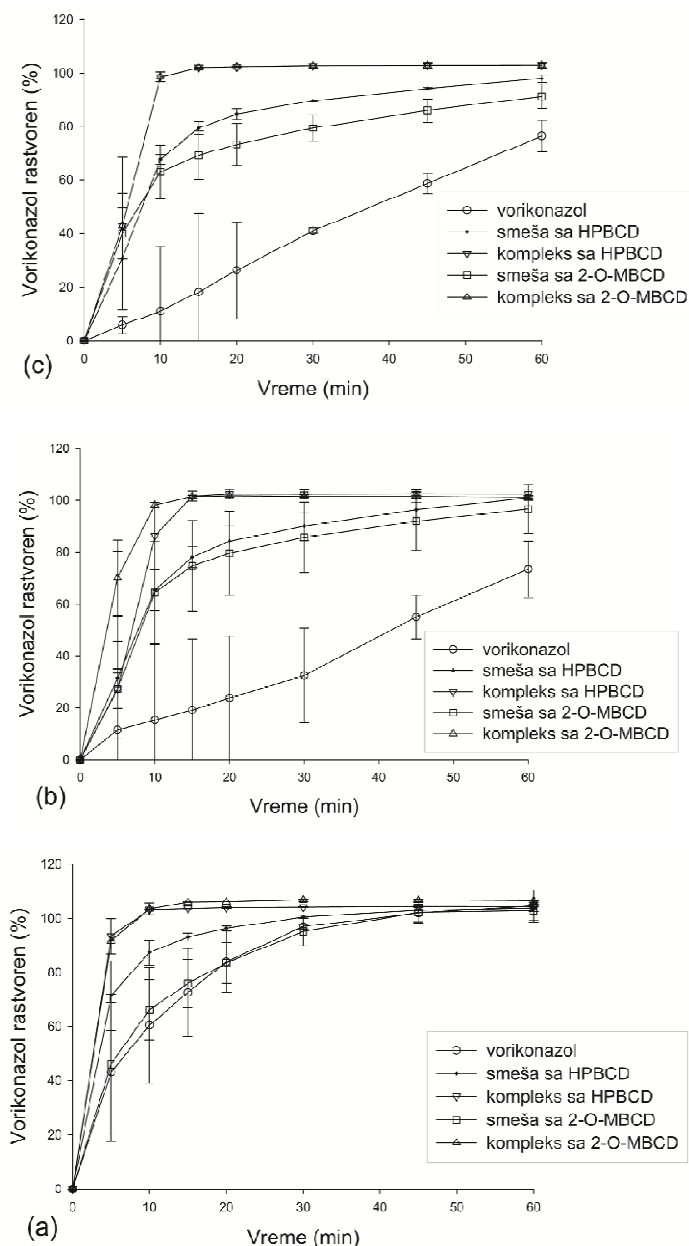 120
100
80
60
40
20
0
Vorikonazol rastvoren (%)
vorikonazol
smeša sa HPBCD
kompleks sa HPBCD
smeša sa 2-O-MBCD
kompleks sa 2-O-MBCD
0 10 20 30 40 50 60
(c)
Vreme (min)
120
100
80
60
40
20
0
Vorikonazol rastvoren (%)
vorikonazol
smeša sa HPBCD
kompleks sa HPBCD
smeša sa 2-O-MBCD
kompleks sa 2-O-MBCD
0 10 20 30 40 50 60
(b)
Vreme (min)
120
100
80
60
40
20
0
Vorikonazol rastvoren (%)
vorikonazol
smeša sa HPBCD
kompleks sa HPBCD
smeša sa 2-O-MBCD
kompleks sa 2-O-MBCD
0 10 20 30 40 50 60
(a)
Vreme (min)